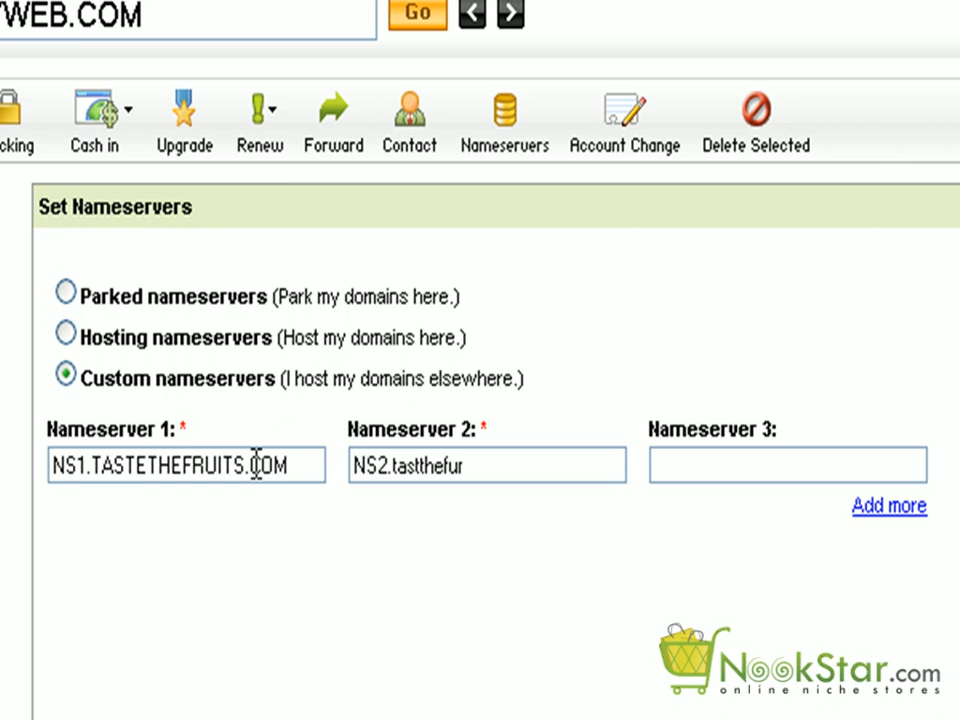 WEB.COM
Go
cking
Cash in
Upgrade
Renew
Forward
Contact
Nameservers
Account Change
Delete Selected
Set Nameservers
Parked nameservers (Park my domains here.)
Hosting nameservers (Host my domains here.)
Custom nameservers (I host my domains elsewhere.)
Nameserver 1: *
Nameserver 2: *
Nameserver 3:
NS1.TASTETHEFRUITS.COM
NS2.tastthefur
Add more
NookStar.com
online niche stores